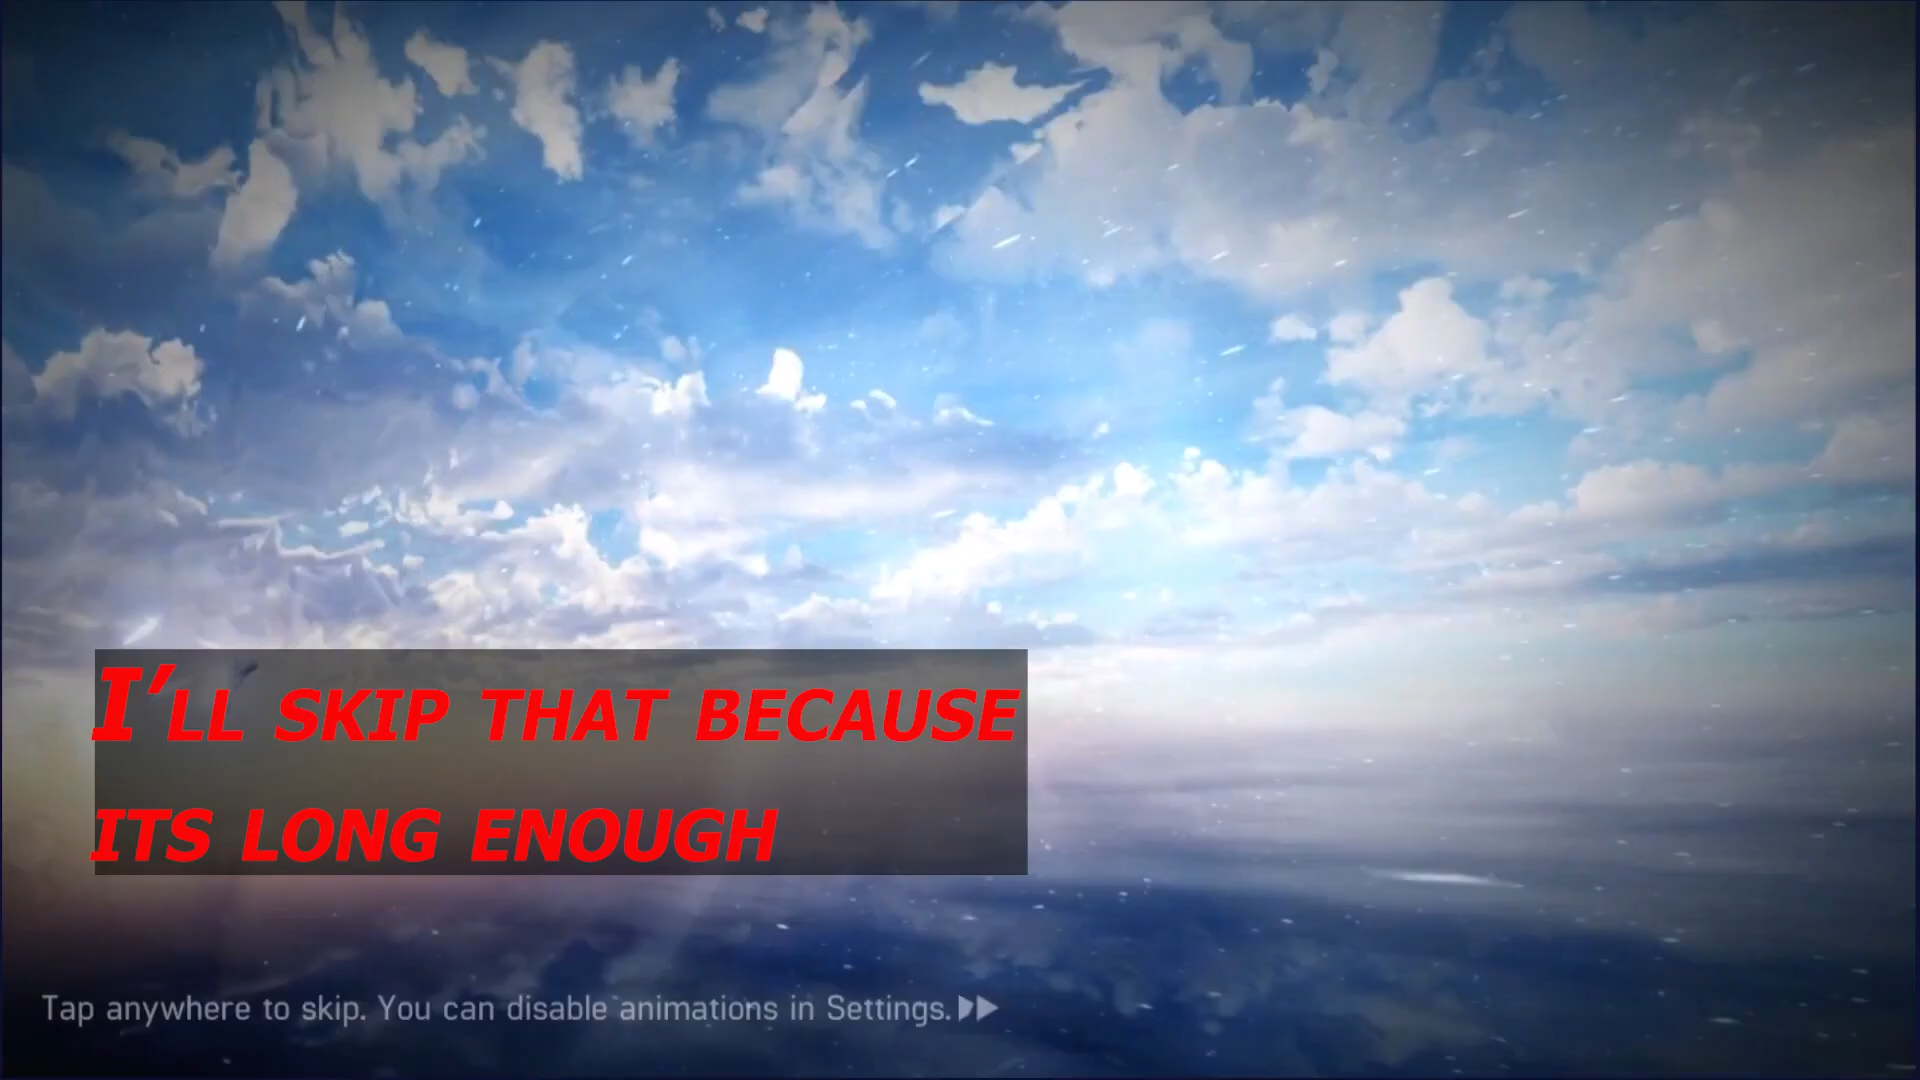 I'LL SKIP THAT BECAUSE
ITS LONG ENOUGH
Tap anywhere to skip. You can disable animations in Settings.